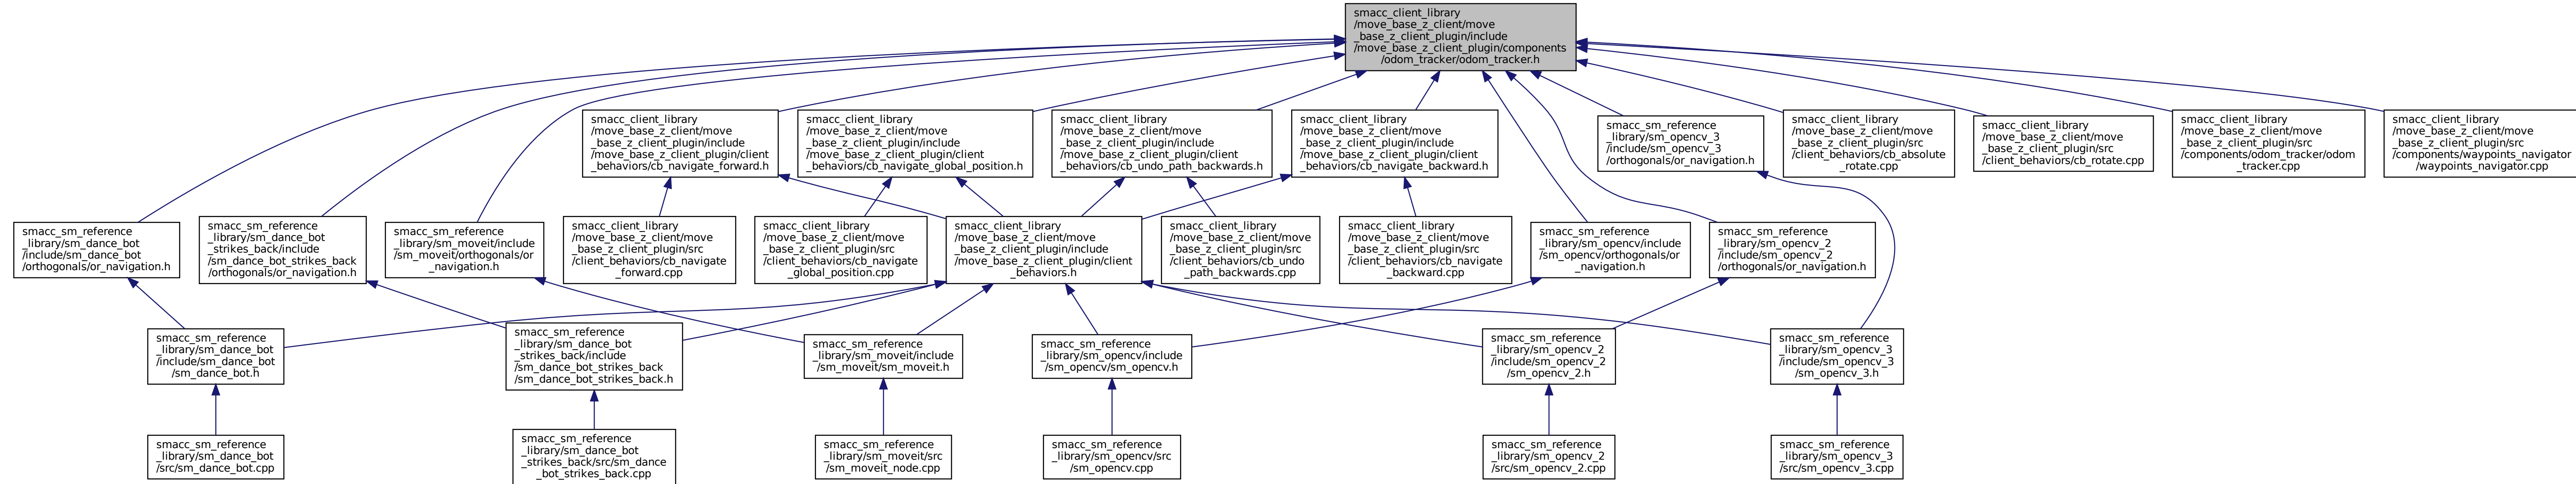 smacc_client_library
/move_base_z_client/move
_base_z_client_plugin/include
/move_base_z_client_plugin/components
/odom_tracker/odom_tracker.h
smacc_client_library
/move_base_z_client/move
_base_z_client_plugin/include
/move_base_z_client_plugin/client
_behaviors/cb_navigate_forward.h
smacc_client_library
/move_base_z_client/move
_base_z_client_plugin/include
/move_base_z_client_plugin/client
_behaviors/cb_navigate_global_position.h
smacc_client_library
/move_base_z_client/move
_base_z_client_plugin/include
/move_base_z_client_plugin/client
_behaviors/cb_undo_path_backwards.h
smacc_client_library
/move_base_z_client/move
_base_z_client_plugin/include
/move_base_z_client_plugin/client
_behaviors/cb_navigate_backward.h
smacc_sm_reference
_library/sm_opencv_3
/include/sm_opencv_3
/orthogonals/or_navigation.h
smacc_client_library
/move_base_z_client/move
_base_z_client_plugin/src
/client_behaviors/cb_absolute
_rotate.cpp
smacc_client_library
/move_base_z_client/move
_base_z_client_plugin/src
/client_behaviors/cb_rotate.cpp
smacc_client_library
/move_base_z_client/move
_base_z_client_plugin/src
/components/odom_tracker/odom
_tracker.cpp
smacc_client_library
/move_base_z_client/move
_base_z_client_plugin/src
/components/waypoints_navigator
/waypoints_navigator.cpp
smacc_sm_reference
_library/sm_dance_bot
/include/sm_dance_bot
/orthogonals/or_navigation.h
smacc_sm_reference
_library/sm_dance_bot
_strikes_back/include
/sm_dance_bot_strikes_back
/orthogonals/or_navigation.h
smacc_sm_reference
_library/sm_moveit/include
/sm_moveit/orthogonals/or
_navigation.h
smacc_client_library
/move_base_z_client/move
_base_z_client_plugin/src
/client_behaviors/cb_navigate
_forward.cpp
smacc_client_library
/move_base_z_client/move
_base_z_client_plugin/src
/client_behaviors/cb_navigate
_global_position.cpp
smacc_client_library
/move_base_z_client/move
_base_z_client_plugin/include
/move_base_z_client_plugin/client
_behaviors.h
smacc_client_library
/move_base_z_client/move
_base_z_client_plugin/src
/client_behaviors/cb_undo
_path_backwards.cpp
smacc_client_library
/move_base_z_client/move
_base_z_client_plugin/src
/client_behaviors/cb_navigate
_backward.cpp
smacc_sm_reference
_library/sm_opencv/include
/sm_opencv/orthogonals/or
_navigation.h
smacc_sm_reference
_library/sm_opencv_2
/include/sm_opencv_2
/orthogonals/or_navigation.h
smacc_sm_reference
_library/sm_dance_bot
/include/sm_dance_bot
/sm_dance_bot.h
smacc_sm_reference
_library/sm_dance_bot
_strikes_back/include
/sm_dance_bot_strikes_back
/sm_dance_bot_strikes_back.h
smacc_sm_reference
_library/sm_moveit/include
/sm_moveit/sm_moveit.h
smacc_sm_reference
_library/sm_opencv/include
/sm_opencv/sm_opencv.h
smacc_sm_reference
_library/sm_opencv_2
/include/sm_opencv_2
/sm_opencv_2.h
smacc_sm_reference
_library/sm_opencv_3
/include/sm_opencv_3
/sm_opencv_3.h
smacc_sm_reference
_library/sm_dance_bot
/src/sm_dance_bot.cpp
smacc_sm_reference
_library/sm_dance_bot
_strikes_back/src/sm_dance
_bot_strikes_back.cpp
smacc_sm_reference
_library/sm_moveit/src
/sm_moveit_node.cpp
smacc_sm_reference
_library/sm_opencv/src
/sm_opencv.cpp
smacc_sm_reference
_library/sm_opencv_2
/src/sm_opencv_2.cpp
smacc_sm_reference
_library/sm_opencv_3
/src/sm_opencv_3.cpp